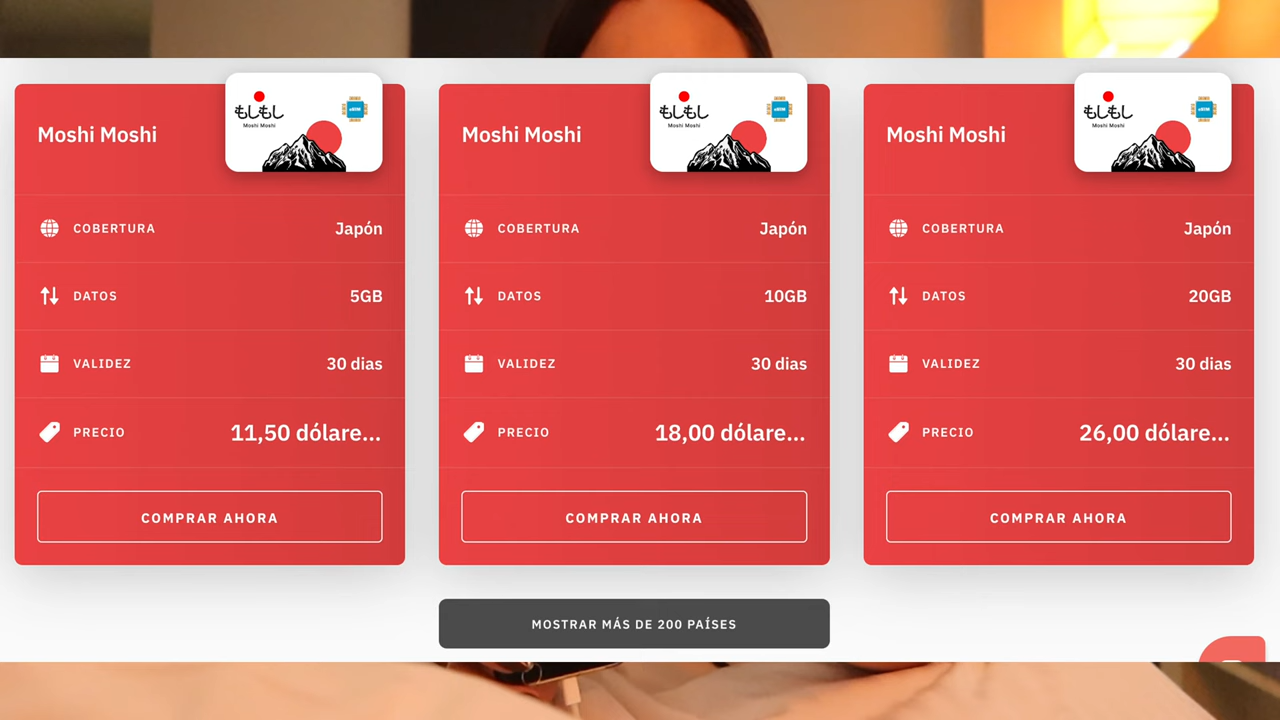 Moshi Moshi
もしもし
Moshi Moshi
eSIM
COBERTURA
Japón
DATOS
5GB
VALIDEZ
30 dias
PRECIO
11,50 dólare...
COMPRAR AHORA
Moshi Moshi
もしもし
Moshi Moshi
eSIM
COBERTURA
Japón
DATOS
10GB
VALIDEZ
30 dias
PRECIO
18,00 dólare...
COMPRAR AHORA
Moshi Moshi
もしもし
Moshi Moshi
eSIM
COBERTURA
Japón
DATOS
20GB
VALIDEZ
30 dias
PRECIO
26,00 dólare...
COMPRAR AHORA
MOSTRAR MÁS DE 200 PAÍSES